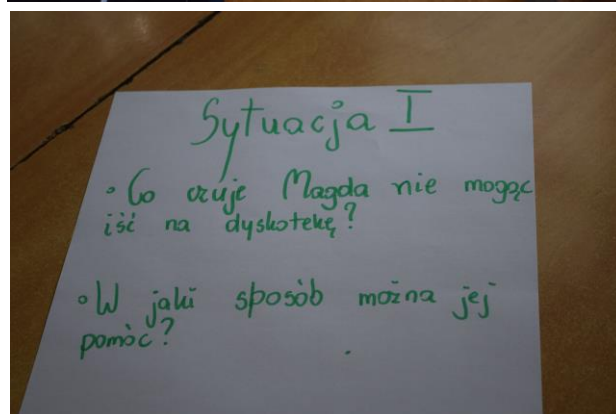 Sytuacja I
• Co czuje Magda nie mogąc
iść na dyskotekę?
• W jaki sposób można jej
pomóc?